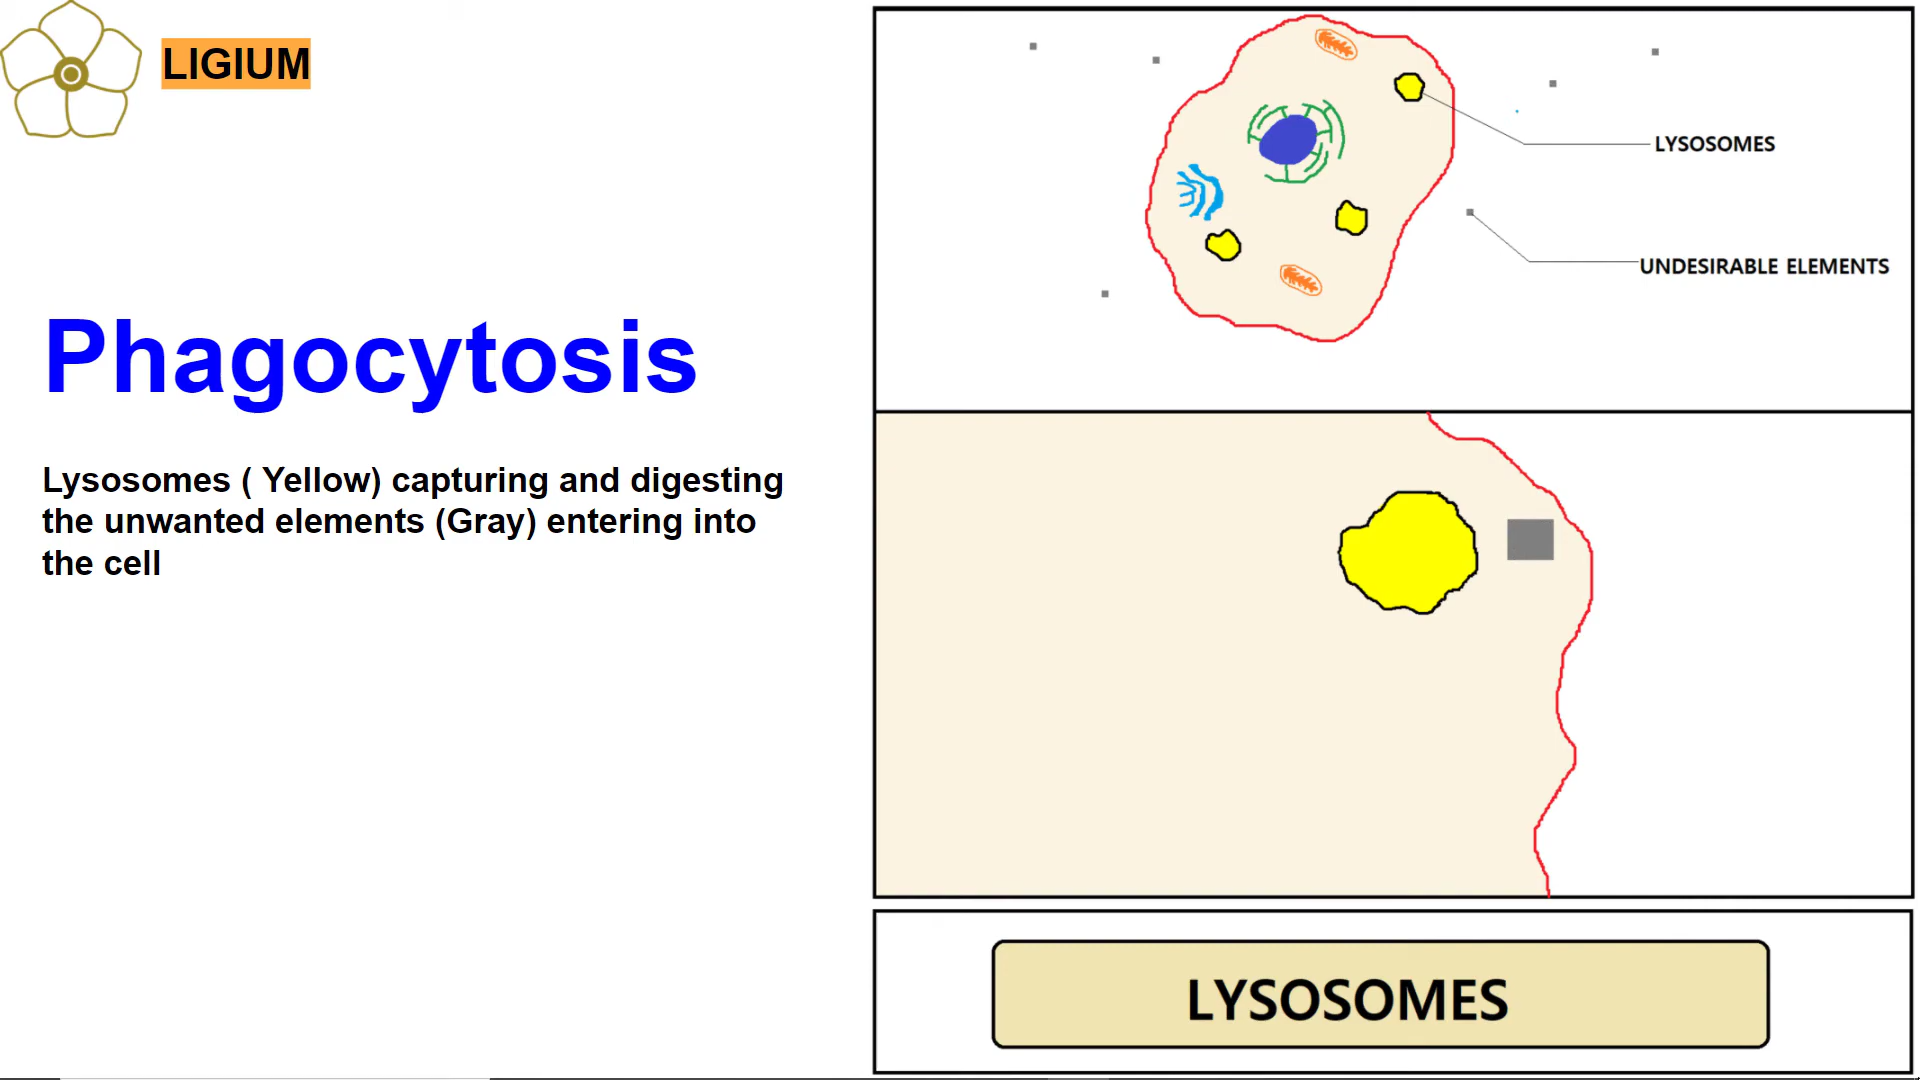 LIGIUM
Phagocytosis
Lysosomes ( Yellow) capturing and digesting
the unwanted elements (Gray) entering into
the cell
LYSOSOMES
UNDESIRABLE ELEMENTS
LYSOSOMES